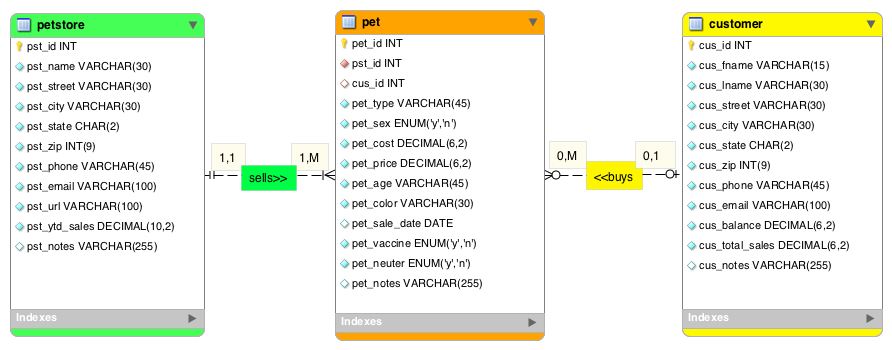 petstore
pst_id INT
pst_name VARCHAR(30)
pst_street VARCHAR(30)
pst_city VARCHAR(30)
pst_state CHAR(2)
pst_zip INT(9)
pst_phone VARCHAR(45)
pst_email VARCHAR(100)
pst_url VARCHAR(100)
pst_ytd_sales DECIMAL(10,2)
pst_notes VARCHAR(255)
Indexes
1,1
sells>>
1,M
pet
pet_id INT
pst_id INT
cus_id INT
pet_type VARCHAR(45)
pet_sex ENUM('y','n')
pet_cost DECIMAL(6,2)
pet_price DECIMAL(6,2)
pet_age VARCHAR(45)
pet_color VARCHAR(30)
pet_sale_date DATE
pet_vaccine ENUM('y','n')
pet_neuter ENUM('y','n')
pet_notes VARCHAR(255)
Indexes
0,M
<<buys
0,1
customer
cus_id INT
cus_fname VARCHAR(15)
cus_lname VARCHAR(30)
cus_street VARCHAR(30)
cus_city VARCHAR(30)
cus_state CHAR(2)
cus_zip INT(9)
cus_phone VARCHAR(45)
cus_email VARCHAR(100)
cus_balance DECIMAL(6,2)
cus_total_sales DECIMAL(6,2)
cus_notes VARCHAR(255)
Indexes